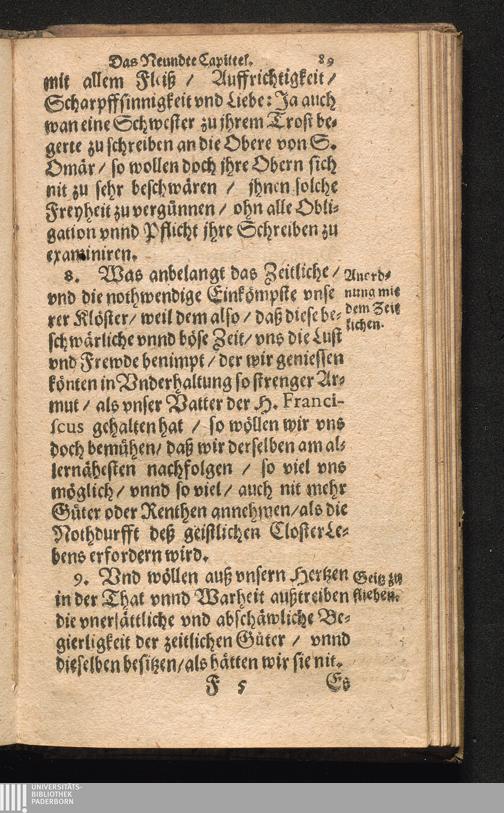 Das Neundte Capittel. 89
mit allem Fleiß / Auffrichtigkeit /
Scharpffsinnigkeit vnd Liebe: Ja auch
wan eine Schwester zu jhrem Trost be-
gerte zu schreiben an die Obere von S.
Omär / so wollen doch jhre Obern sich
nit zu sehr beschwären / jhnen solche
Freyheit zu vergünnen / ohn alle Obli-
gation vnnd Pflicht jhre Schreiben zu
examiniren.
8. Was anbelangt das Zeitliche /
vnd die nothwendige Einkömpste vnse
rer Klöster / weil dem also / daß diese be-
schwärliche vnnd böse Zeit / vns die Lust
vnd Frewde benimpt / der wir geniessen
könten in Vnderhaltung so strenger Ar-
mut / als vnser Vatter der H. Franci-
scus gehalten hat / so wöllen wir vns
doch bemühen / daß wir derselben am al-
lernähesten nachfolgen / so viel vns
möglich / vnnd so viel / auch nit mehr
Güter oder Renthen annehmen / als die
Nothdurfft deß geistlichen Closter Le-
bens erfordern wird.
Anord-
nung mit
dem Zeit
lichen.
9. Vnd wöllen auß vnsern Hertzen
in der That vnnd Warheit außtreiben
die vnersättliche vnd abschäwliche Be-
gierligkeit der zeitlichen Güter / vnnd
dieselben besitzen / als hätten wir sie nit.
Geitz zu
fliehen.
F 5 Es
UNIVERSITÄTS-
BIBLIOTHEK
PADERBORN